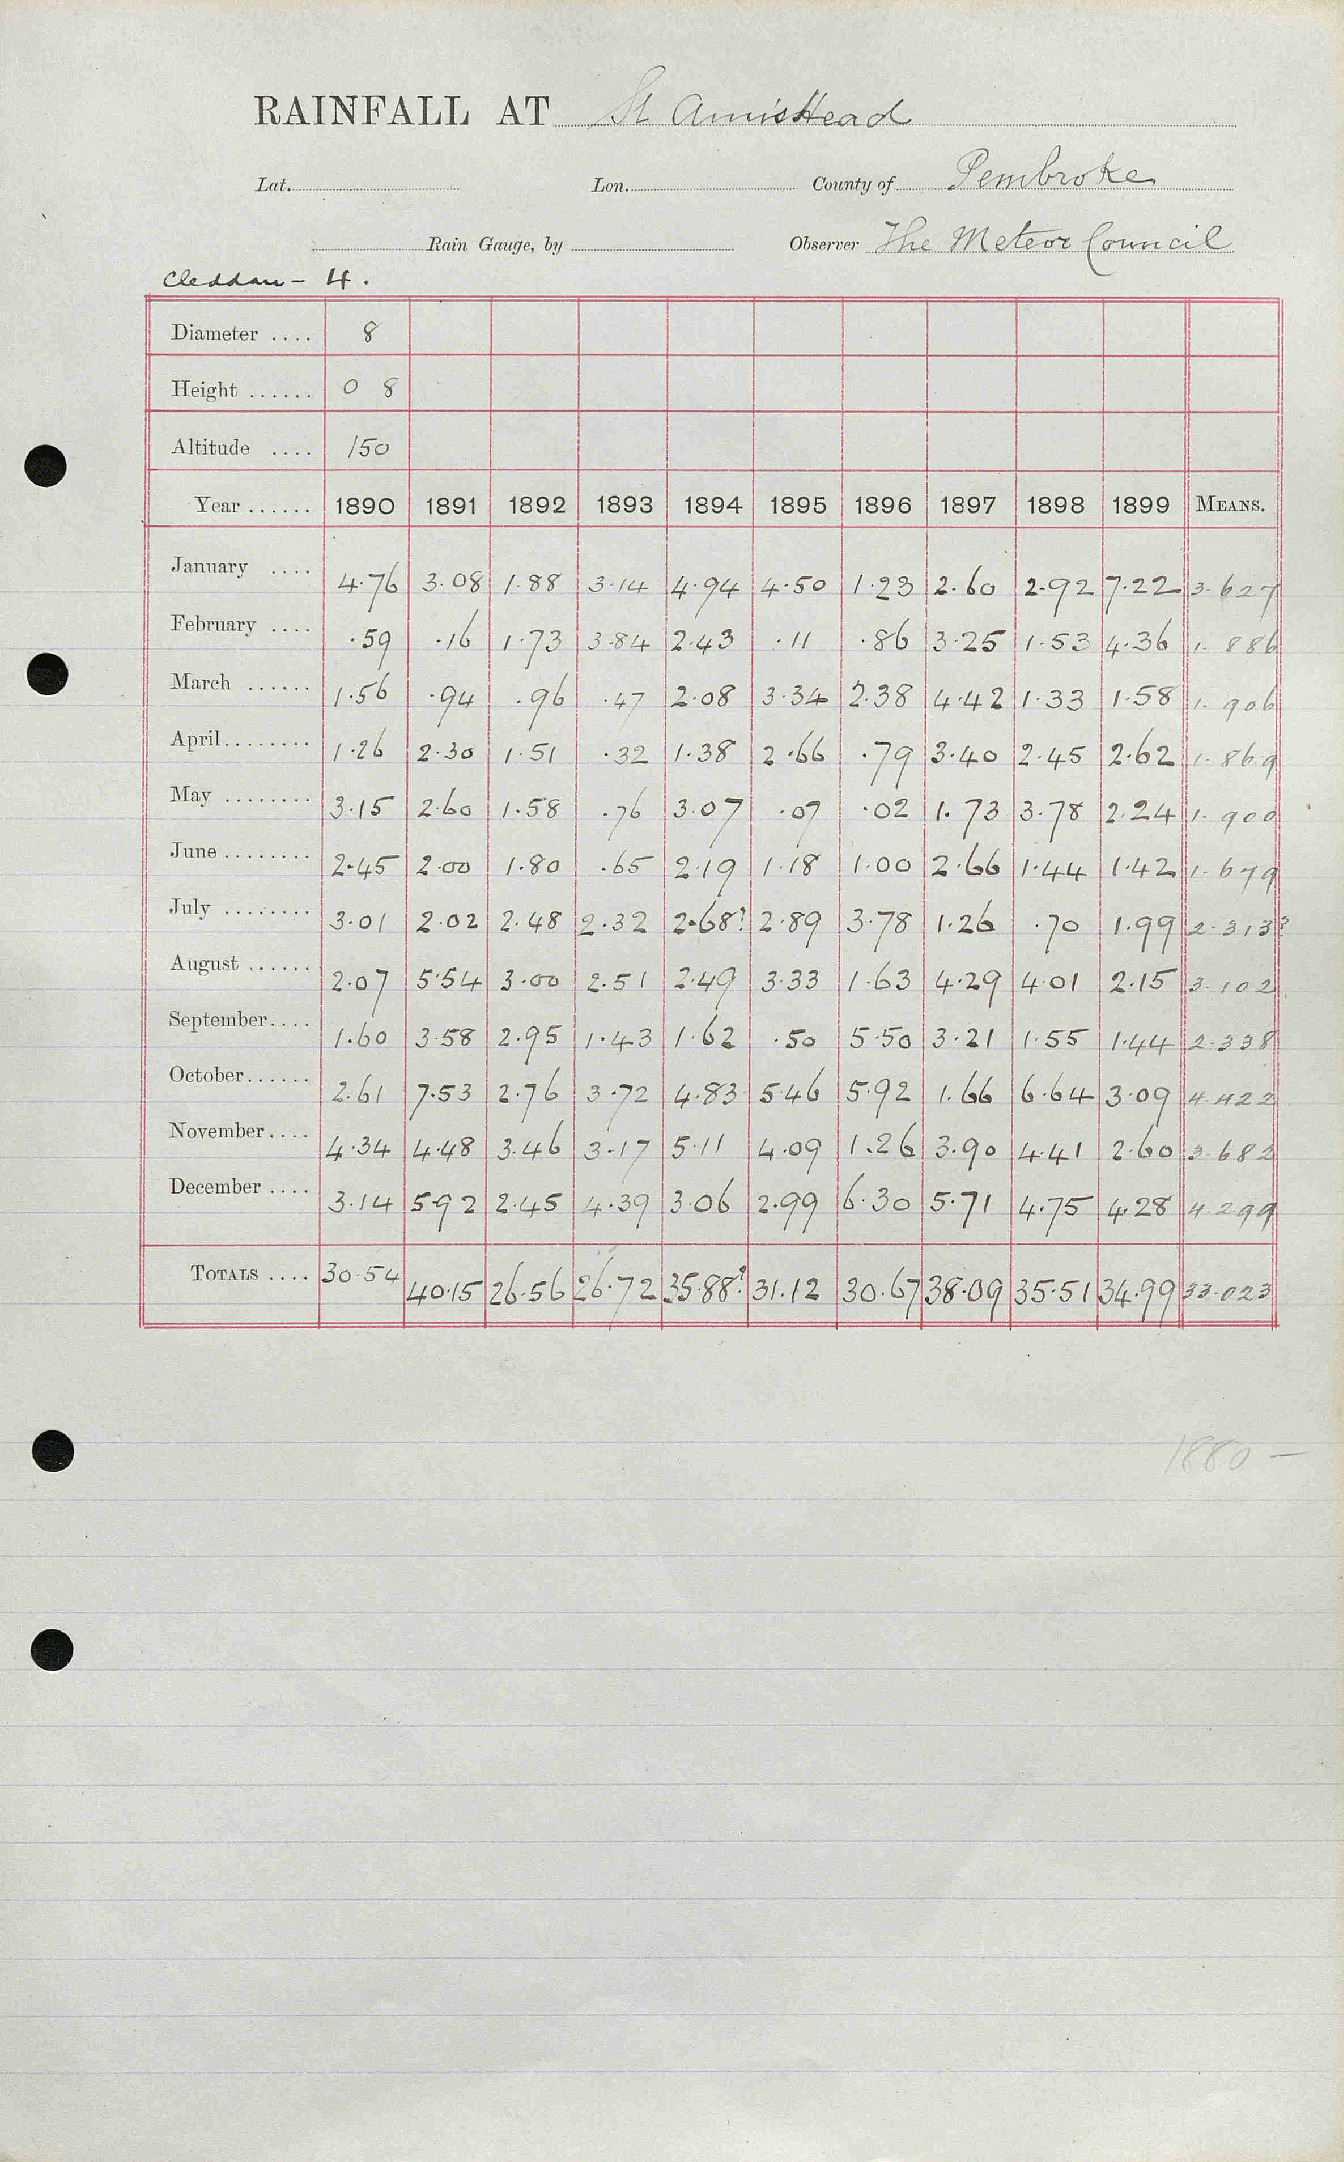 RAINFALL AT St Ann's Head
Lat. Lon. County of Pembroke
Rain Gauge, by Observer The Meteor Council
Cleddau - 4.
Diameter .... 8
Height ...... 0 8
Altitude .... 150
Year ...... 1890 1891 1892 1893 1894 1895 1896 1897 1898 1899 MEANS.
January .... 4.76 3.08 1.88 3.14 4.94 4.50 1.23 2.60 2.92 7.22 3.627
February .... .59 .16 1.73 3.84 2.43 .11 .86 3.25 1.53 4.36 1.886
March ...... 1.56 .94 .96 .47 2.08 3.34 2.38 4.42 1.33 1.58 1.906
April........ 1.26 2.30 1.51 .32 1.38 2.66 .79 3.40 2.45 2.62 1.869
May ........ 3.15 2.60 1.58 .76 3.07 .07 .02 1.73 3.78 2.24 1.900
June ........ 2.45 2.00 1.80 .65 2.19 1.18 1.00 2.66 1.44 1.42 1.679
July ........ 3.01 2.02 2.48 2.32 2.68? 2.89 3.78 1.26 .70 1.99 2.313?
August ...... 2.07 5.54 3.00 2.51 2.49 3.33 1.63 4.29 4.01 2.15 3.102
September.... 1.60 3.58 2.95 1.43 1.62 .50 5.50 3.21 1.55 1.44 2.338
October...... 2.61 7.53 2.76 3.72 4.83 5.46 5.92 1.66 6.64 3.09 4.422
November.... 4.34 4.48 3.46 3.17 5.11 4.09 1.26 3.90 4.41 2.60 3.682
December .... 3.14 5.92 2.45 4.39 3.06 2.99 6.30 5.71 4.75 4.28 4.299
TOTALS .... 30.54 40.15 26.56 26.72 35.88? 31.12 30.67 38.09 35.51 34.99 33.023
1880 -